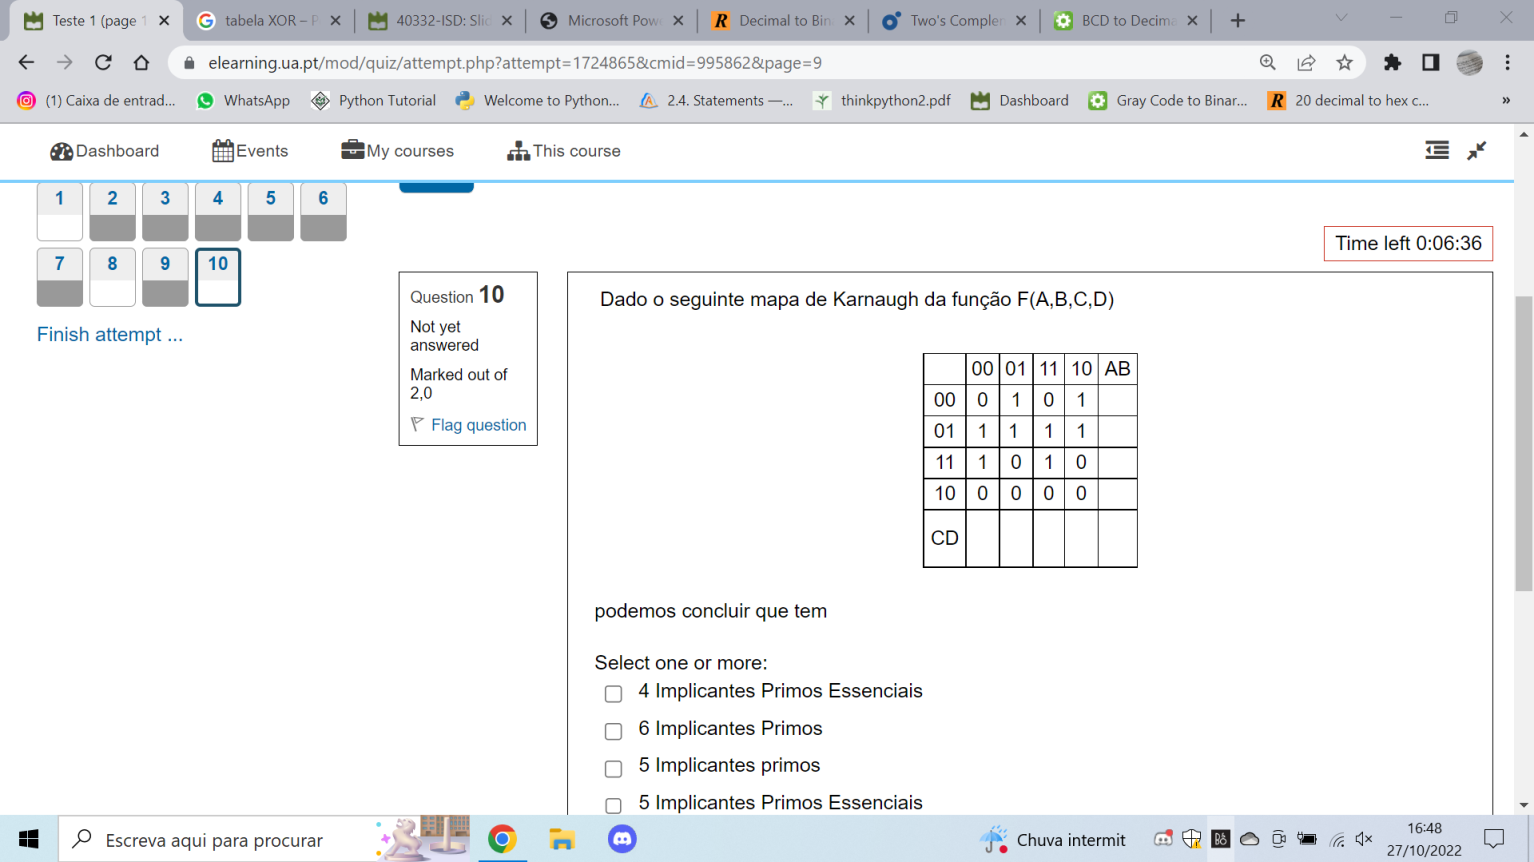 Teste 1 (page 1
tabela XOR – P
40332-ISD: Slid
Microsoft Powe
Decimal to Bin
Two's Complem
BCD to Decima
elearning.ua.pt/mod/quiz/attempt.php?attempt=1724865&cmid=995862&page=9
(1) Caixa de entrad...
WhatsApp
Python Tutorial
Welcome to Python...
2.4. Statements —...
thinkpython2.pdf
Dashboard
Gray Code to Binar...
20 decimal to hex c...
»
Dashboard
Events
My courses
This course
1 2 3 4 5 6
7 8 9 10
Finish attempt ...
Time left 0:06:36
Question 10
Not yet
answered
Marked out of
2,0
Flag question
Dado o seguinte mapa de Karnaugh da função F(A,B,C,D)
00 01 11 10 AB
00 0 1 0 1
01 1 1 1 1
11 1 0 1 0
10 0 0 0 0
CD
podemos concluir que tem
Select one or more:
4 Implicantes Primos Essenciais
6 Implicantes Primos
5 Implicantes primos
5 Implicantes Primos Essenciais
Escreva aqui para procurar
Chuva intermit
16:48
27/10/2022